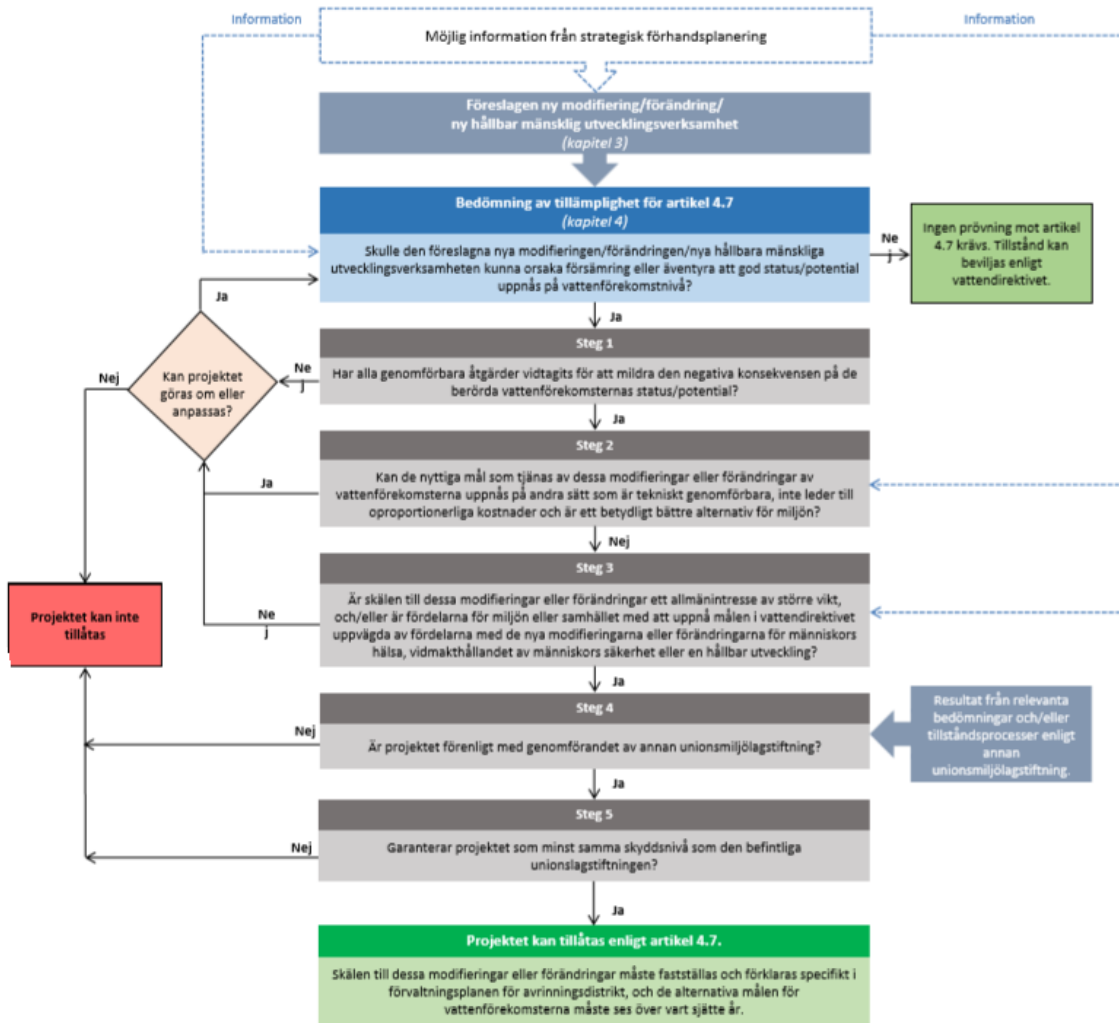 Information
Information
Möjlig information från strategisk förhandsplanering
Föreslagen ny modifiering/förändring/
ny hållbar mänsklig utvecklingsverksamhet
(kapitel 3)
Bedömning av tillämplighet för artikel 4.7
(kapitel 4)
Skulle den föreslagna nya modifieringen/förändringen/nya hållbara mänskliga
utvecklingsverksamheten kunna orsaka försämring eller äventyra att god status/potential
uppnås på vattenförekomstnivå?
Ne
j
Ingen prövning mot artikel
4.7 krävs. Tillstånd kan
beviljas enligt
vattendirektivet.
Ja
Ja
Steg 1
Har alla genomförbara åtgärder vidtagits för att mildra den negativa konsekvensen på de
berörda vattenförekomsternas status/potential?
Ne
j
Nej
Kan projektet
göras om eller
anpassas?
Ja
Steg 2
Kan de nyttiga mål som tjänas av dessa modifieringar eller förändringar av
vattenförekomsterna uppnås på andra sätt som är tekniskt genomförbara, inte leder till
oproportionerliga kostnader och är ett betydligt bättre alternativ för miljön?
Ja
Nej
Steg 3
Är skälen till dessa modifieringar eller förändringar ett allmänintresse av större vikt,
och/eller är fördelarna för miljön eller samhället med att uppnå målen i vattendirektivet
uppvägda av fördelarna med de nya modifieringarna eller förändringarna för människors
hälsa, vidmakthållandet av människors säkerhet eller en hållbar utveckling?
Ne
j
Projektet kan inte
tillåtas
Ja
Steg 4
Är projektet förenligt med genomförandet av annan unionsmiljölagstiftning?
Nej
Resultat från relevanta
bedömningar och/eller
tillståndsprocesser enligt
annan
unionsmiljölagstiftning.
Ja
Steg 5
Garanterar projektet som minst samma skyddsnivå som den befintliga
unionslagstiftningen?
Nej
Ja
Projektet kan tillåtas enligt artikel 4.7.
Skälen till dessa modifieringar eller förändringar måste fastställas och förklaras specifikt i
förvaltningsplanen för avrinningsdistrikt, och de alternativa målen för
vattenförekomsterna måste ses över vart sjätte år.